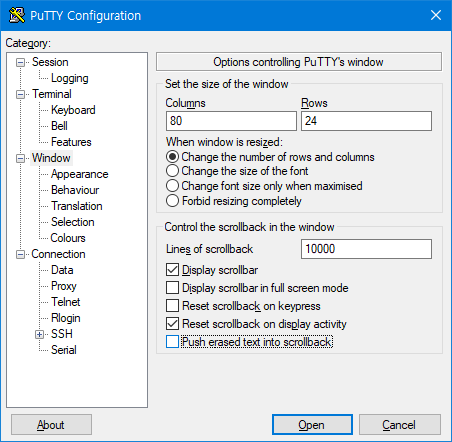 PuTTY Configuration
Category:
Session
Logging
Terminal
Keyboard
Bell
Features
Window
Appearance
Behaviour
Translation
Selection
Colours
Connection
Data
Proxy
Telnet
Rlogin
SSH
Serial
Options controlling PuTTY's window
Set the size of the window
Columns Rows
80 24
When window is resized:
Change the number of rows and columns
Change the size of the font
Change font size only when maximised
Forbid resizing completely
Control the scrollback in the window
Lines of scrollback 10000
Display scrollbar
Display scrollbar in full screen mode
Reset scrollback on keypress
Reset scrollback on display activity
Push erased text into scrollback
About Open Cancel